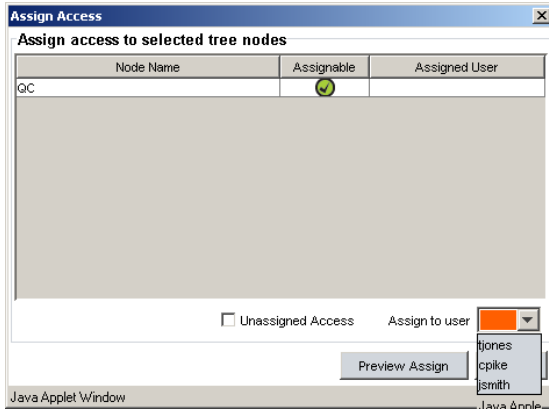 Assign Access
Assign access to selected tree nodes
Node Name Assignable Assigned User
QC
Unassigned Access Assign to user
tjones
cpike
jsmith
Preview Assign
Java Applet Window
Java Apple